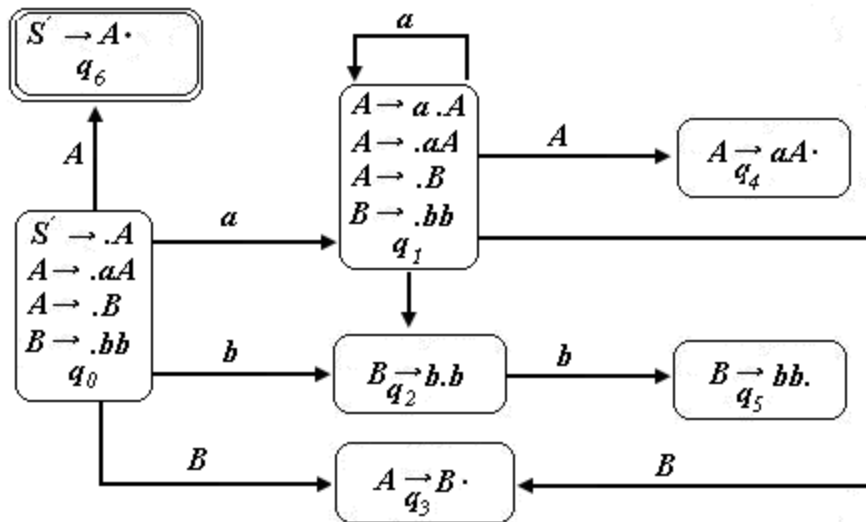 S′ → A·
q6
A
a
A → a .A
A → .aA
A → .B
B → .bb
q1
A
A → aA·
q4
S′ → .A
A → .aA
A → .B
B → .bb
q0
a
b
B → b.b
q2
b
B → bb.
q5
B
A → B ·
q3
B